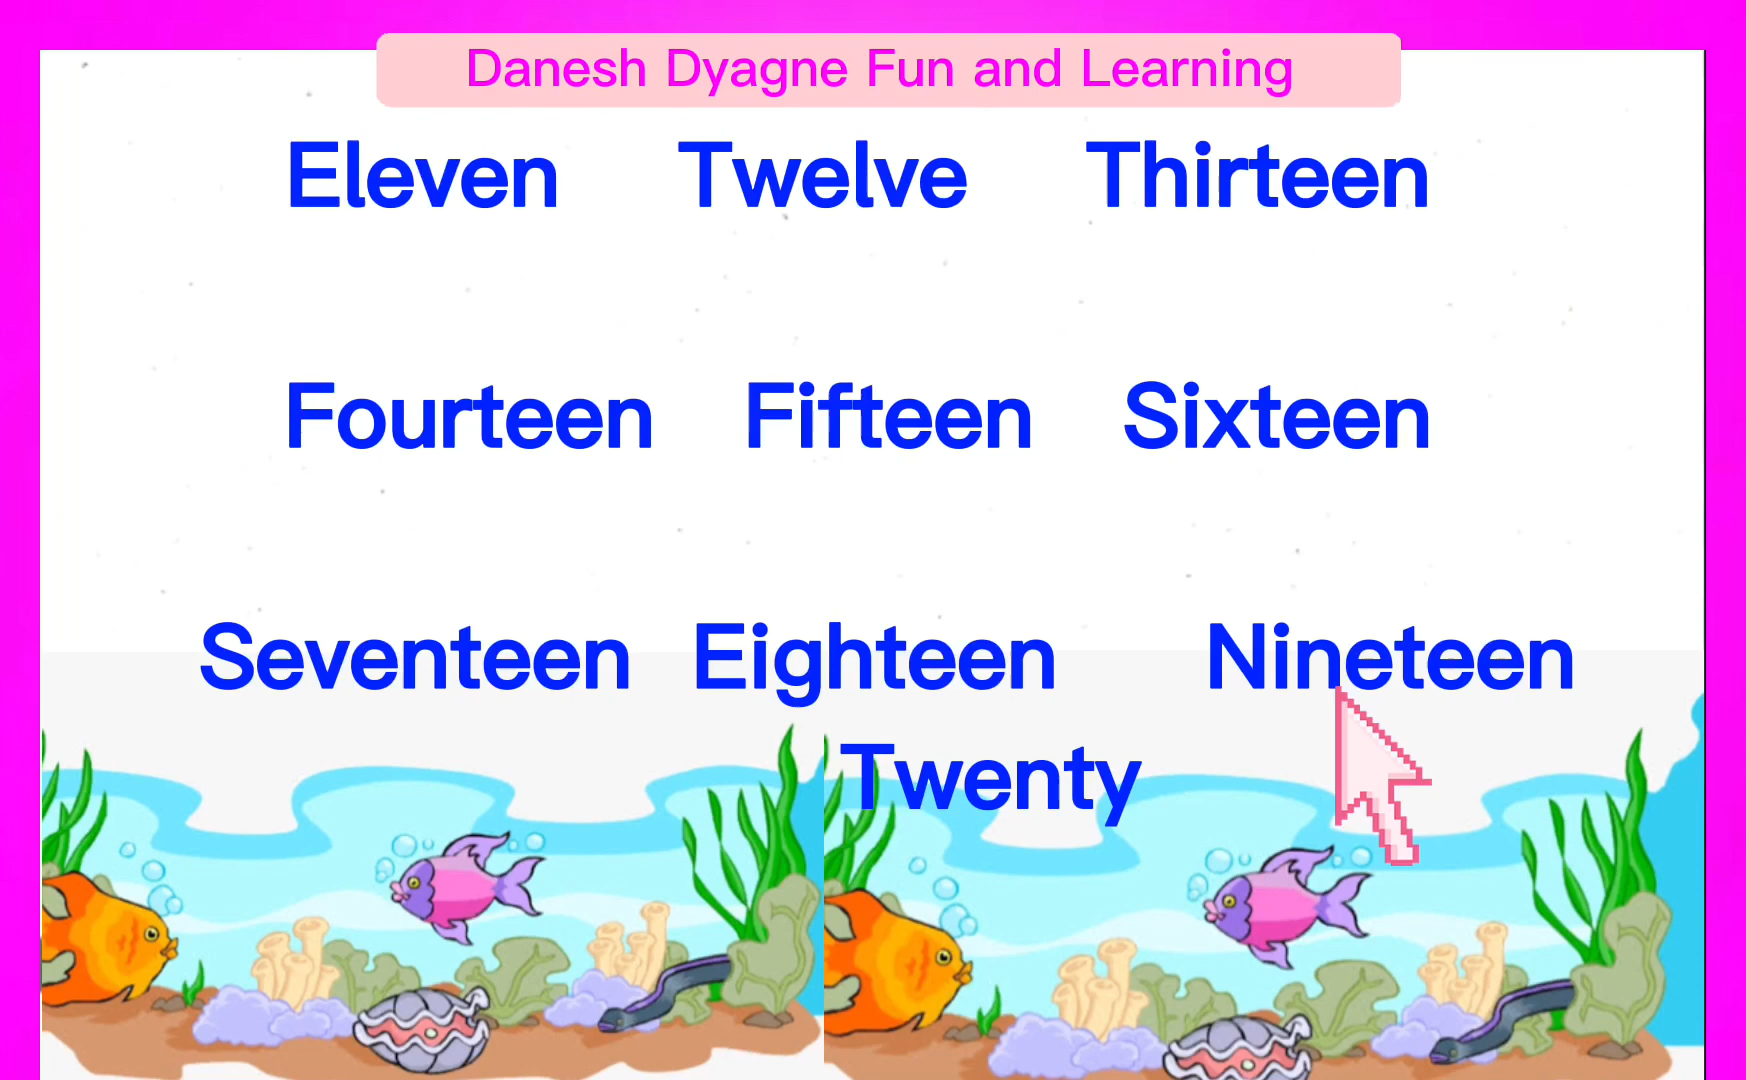 Danesh Dyagne Fun and Learning
Eleven Twelve Thirteen
Fourteen Fifteen Sixteen
Seventeen Eighteen Nineteen
Twenty